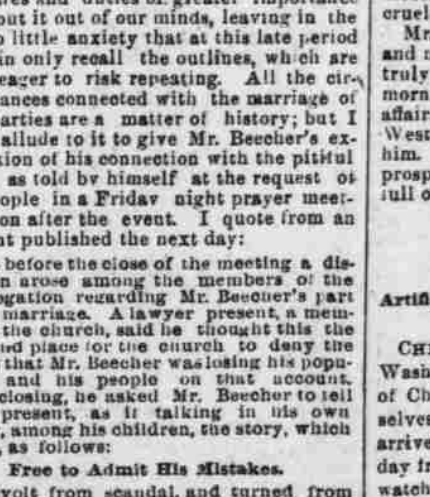 put it out of our minds, leaving in the
little anxiety that at this late period
an only recall the outlines, which are
eager to risk repeating. All the cir-
ances connected with the marriage of
arties are a matter of history; but I
allude to it to give Mr. Beecher's ex-
tion of his connection with the pitiful
as told by himself at the request of
ople in a Friday night prayer meet-
on after the event. I quote from an
nt published the next day:
before the close of the meeting a dis-
n arose among the members of the
egation regarding Mr. Beecher's part
marriage. A lawyer present, a mem-
the church, said he thought this the
rd place for the church to deny the
that Mr. Beecher was losing his popu-
and his people on that account.
closing, he asked Mr. Beecher to tell
present, as if talking in his own
, among his children, the story, which
, as follows:
Free to Admit His Mistakes.
volt from scandal, and turned from
cruel
Mr
and
truly
morn
affair
West
him.
prosp
full o
Artifi
CHI
Wash
of Ch
selves
arrive
day
watch